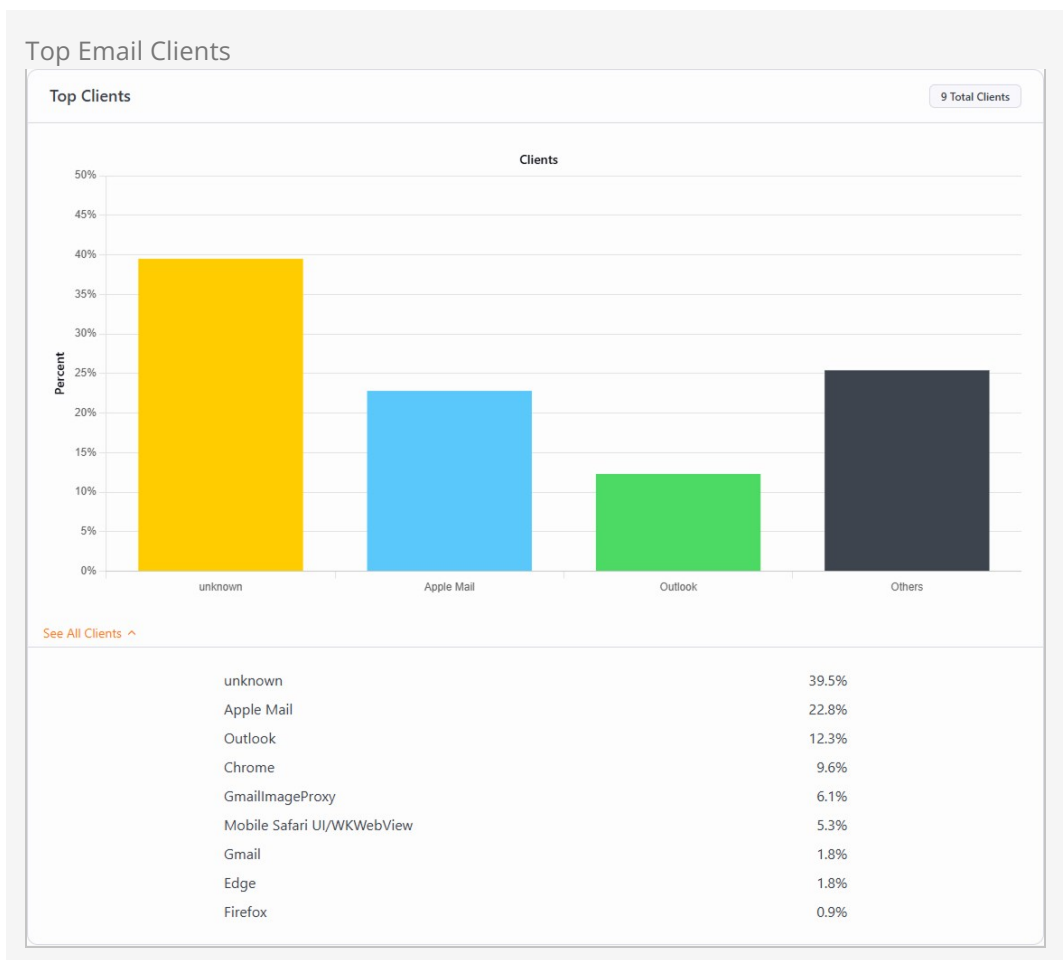 Top Email Clients
Top Clients
9 Total Clients
Clients
50%
45%
40%
35%
30%
25%
20%
15%
10%
5%
0%
Percent
unknown
Apple Mail
Outlook
Others
See All Clients
unknown 39.5%
Apple Mail 22.8%
Outlook 12.3%
Chrome 9.6%
GmailImageProxy 6.1%
Mobile Safari UI/WKWebView 5.3%
Gmail 1.8%
Edge 1.8%
Firefox 0.9%